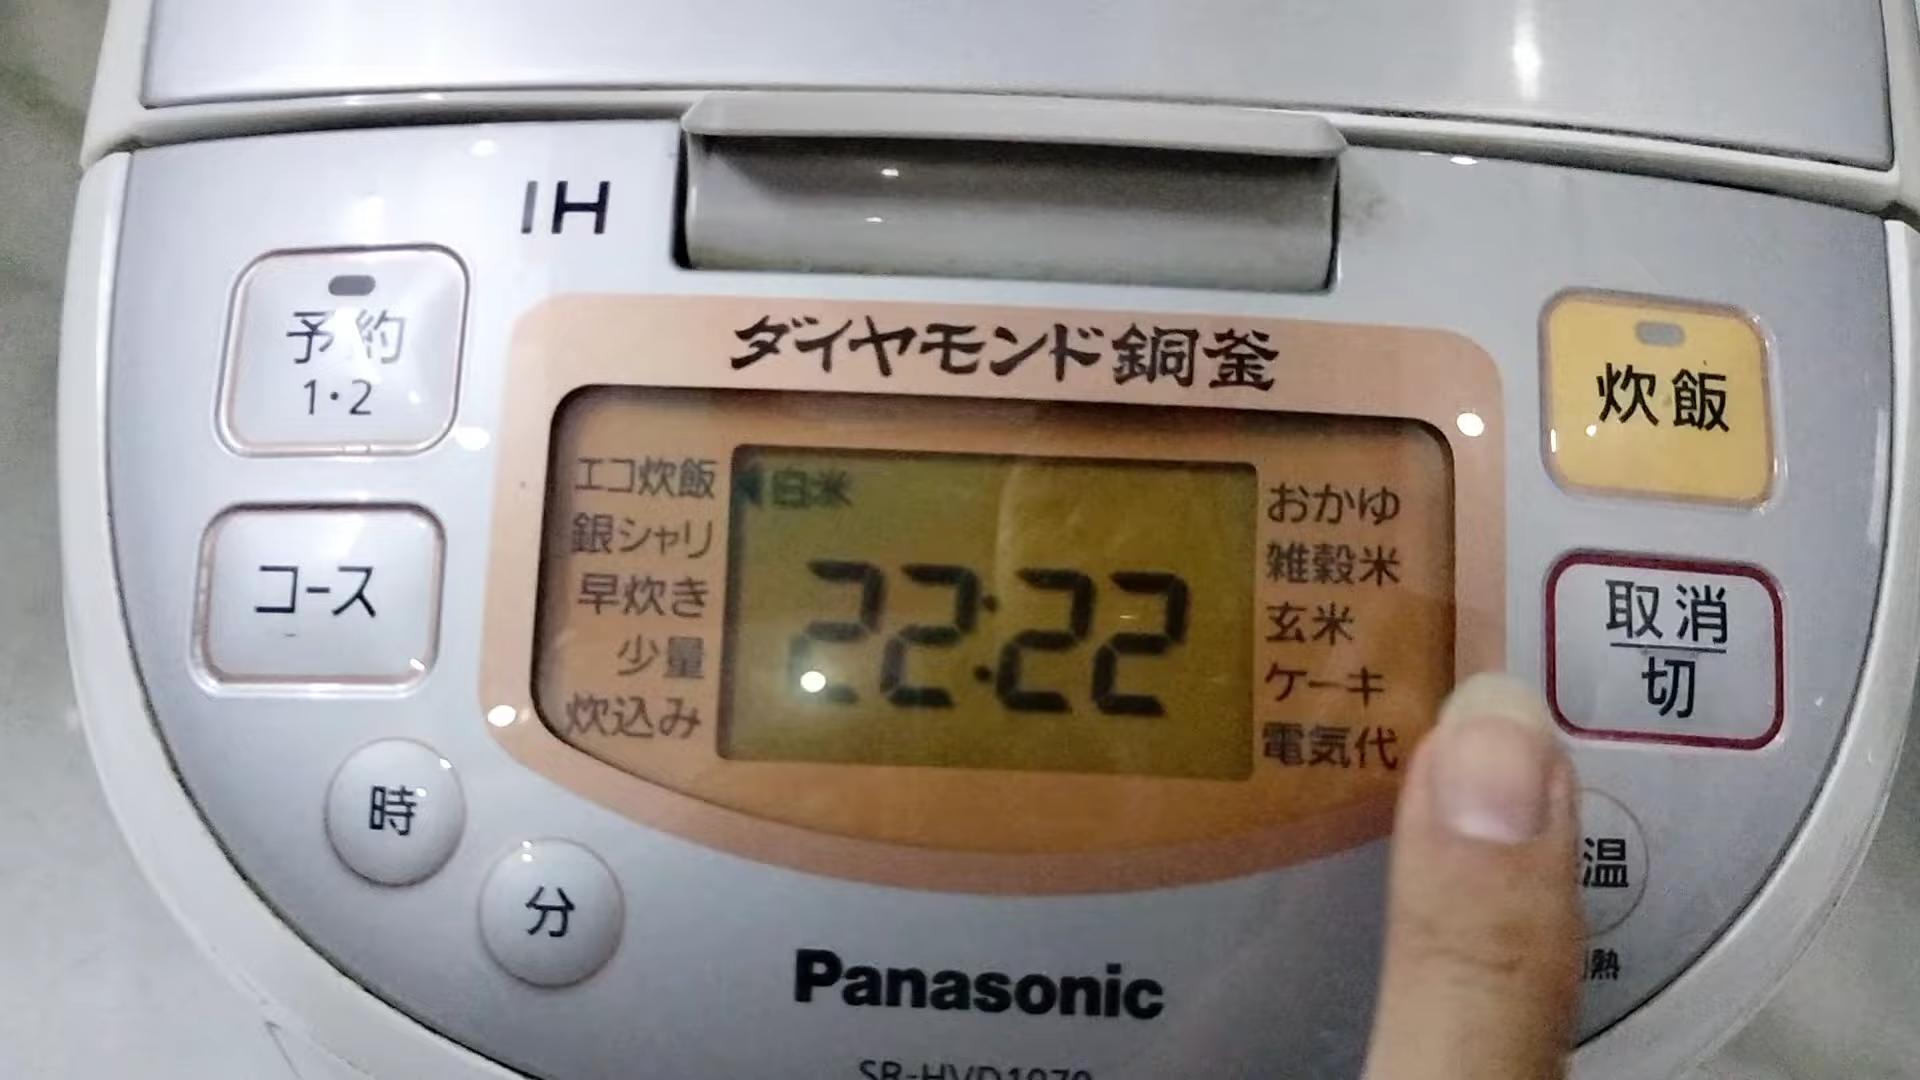 IH
予約
1・2
ダイヤモンド銅釜
炊飯
エコ炊飯
銀シャリ
早炊き
少量
炊込み
白米
22:22
おかゆ
雑穀米
玄米
ケーキ
電気代
コース
取消
切
時
分
温
熱
Panasonic